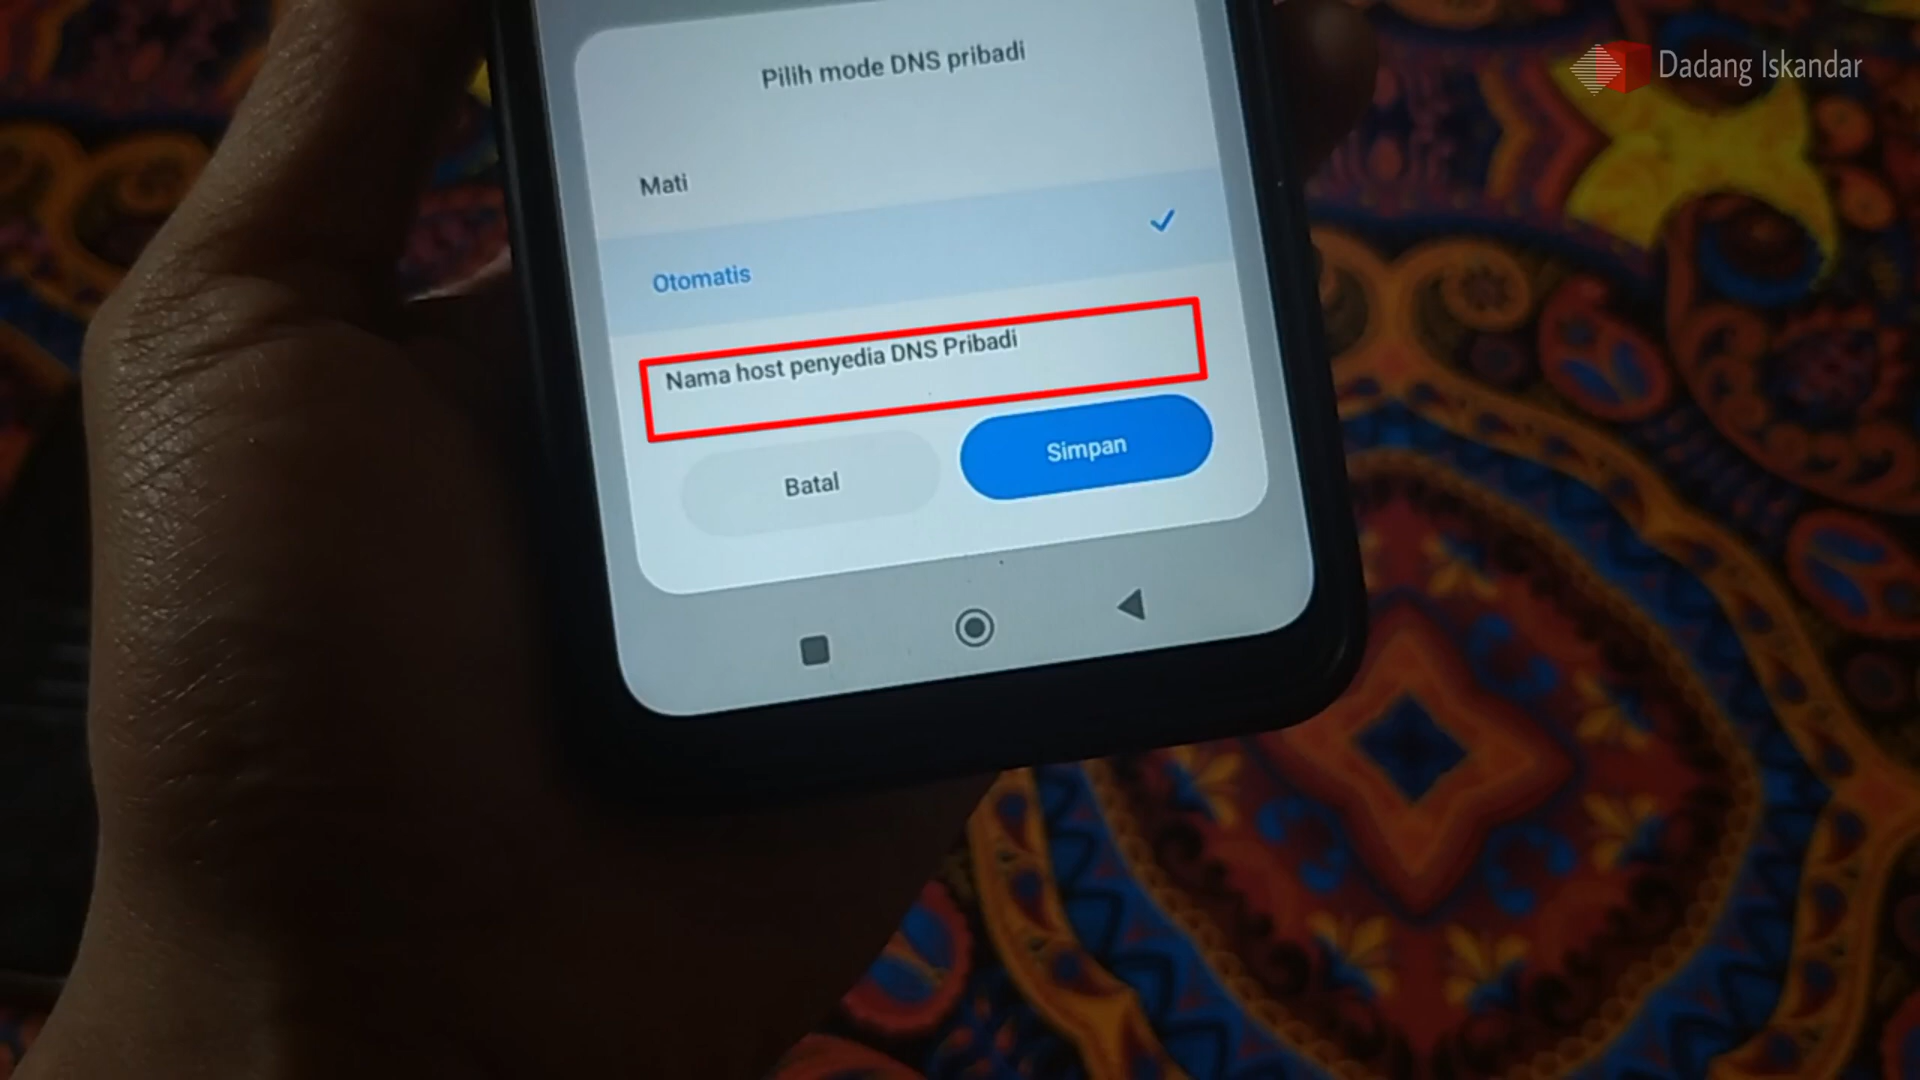 Dadang Iskandar
Pilih mode DNS pribadi
Mati
Otomatis
Nama host penyedia DNS Pribadi
Batal
Simpan